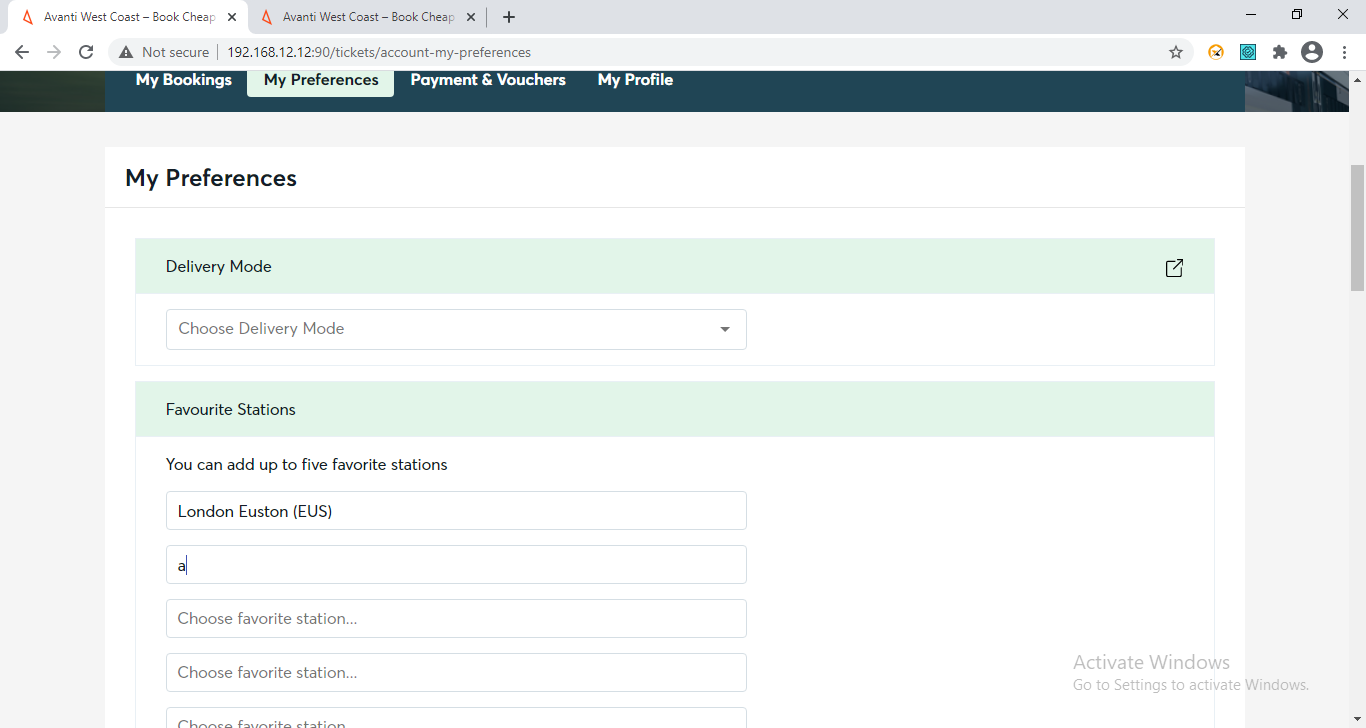 Avanti West Coast – Book Cheap
Avanti West Coast – Book Cheap
Not secure
192.168.12.12:90/tickets/account-my-preferences
My Bookings
My Preferences
Payment & Vouchers
My Profile
My Preferences
Delivery Mode
Choose Delivery Mode
Favourite Stations
You can add up to five favorite stations
London Euston (EUS)
a
Choose favorite station...
Choose favorite station...
Choose favorite station
Activate Windows
Go to Settings to activate Windows.